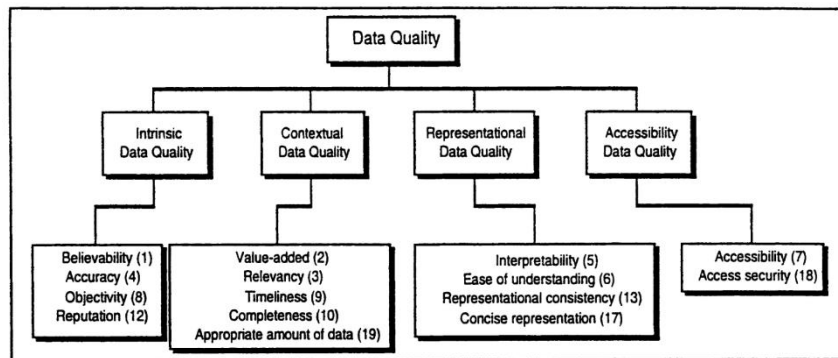 Data Quality
Intrinsic
Data Quality
Contextual
Data Quality
Representational
Data Quality
Accessibility
Data Quality
Believability (1)
Accuracy (4)
Objectivity (8)
Reputation (12)
Value-added (2)
Relevancy (3)
Timeliness (9)
Completeness (10)
Appropriate amount of data (19)
Interpretability (5)
Ease of understanding (6)
Representational consistency (13)
Concise representation (17)
Accessibility (7)
Access security (18)